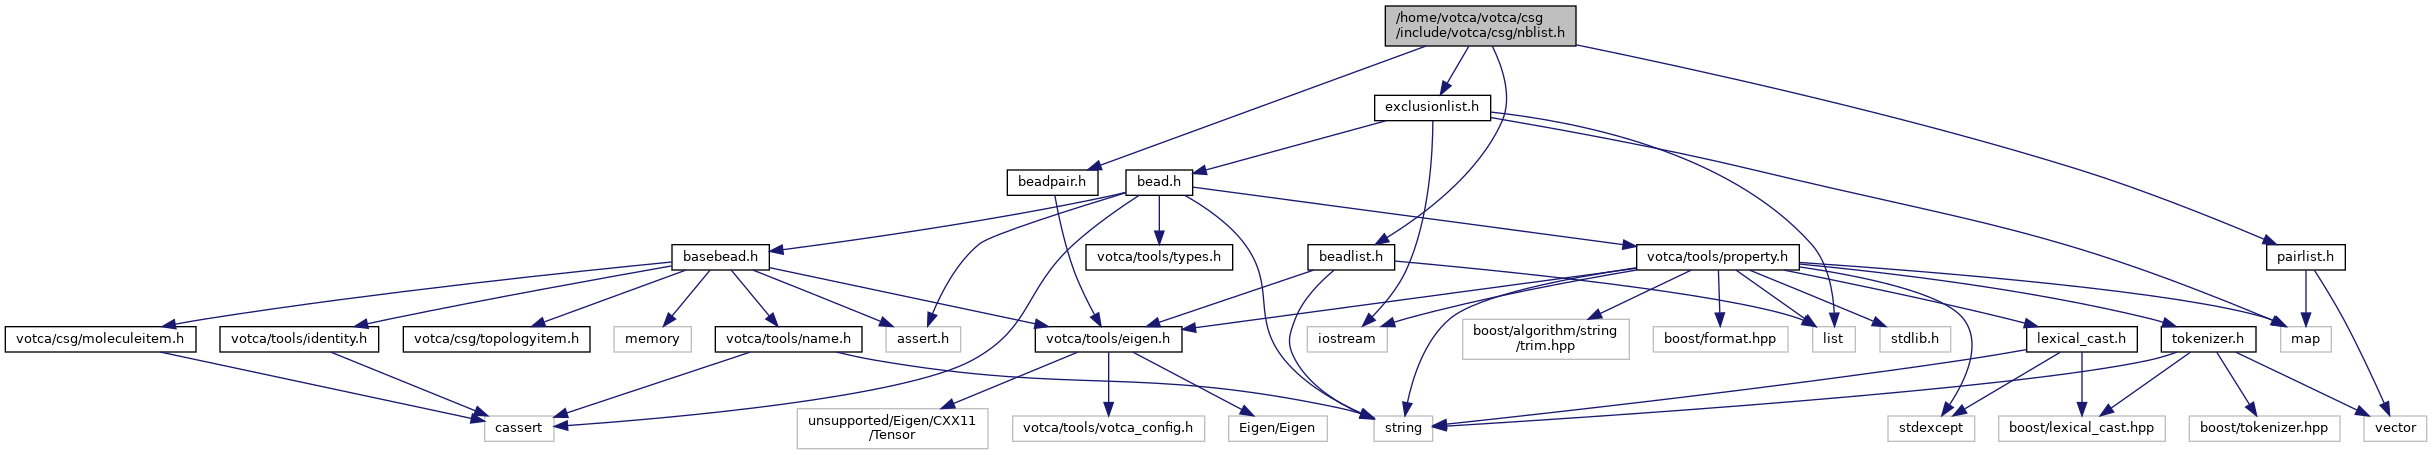 /home/votca/votca/csg
/include/votca/csg/nblist.h
exclusionlist.h
beadpair.h
bead.h
basebead.h
votca/tools/types.h
beadlist.h
votca/tools/property.h
pairlist.h
votca/csg/moleculeitem.h
votca/tools/identity.h
votca/csg/topologyitem.h
memory
votca/tools/name.h
assert.h
votca/tools/eigen.h
iostream
boost/algorithm/string
/trim.hpp
boost/format.hpp
list
stdlib.h
lexical_cast.h
tokenizer.h
map
cassert
unsupported/Eigen/CXX11
/Tensor
votca/tools/votca_config.h
Eigen/Eigen
string
stdexcept
boost/lexical_cast.hpp
boost/tokenizer.hpp
vector